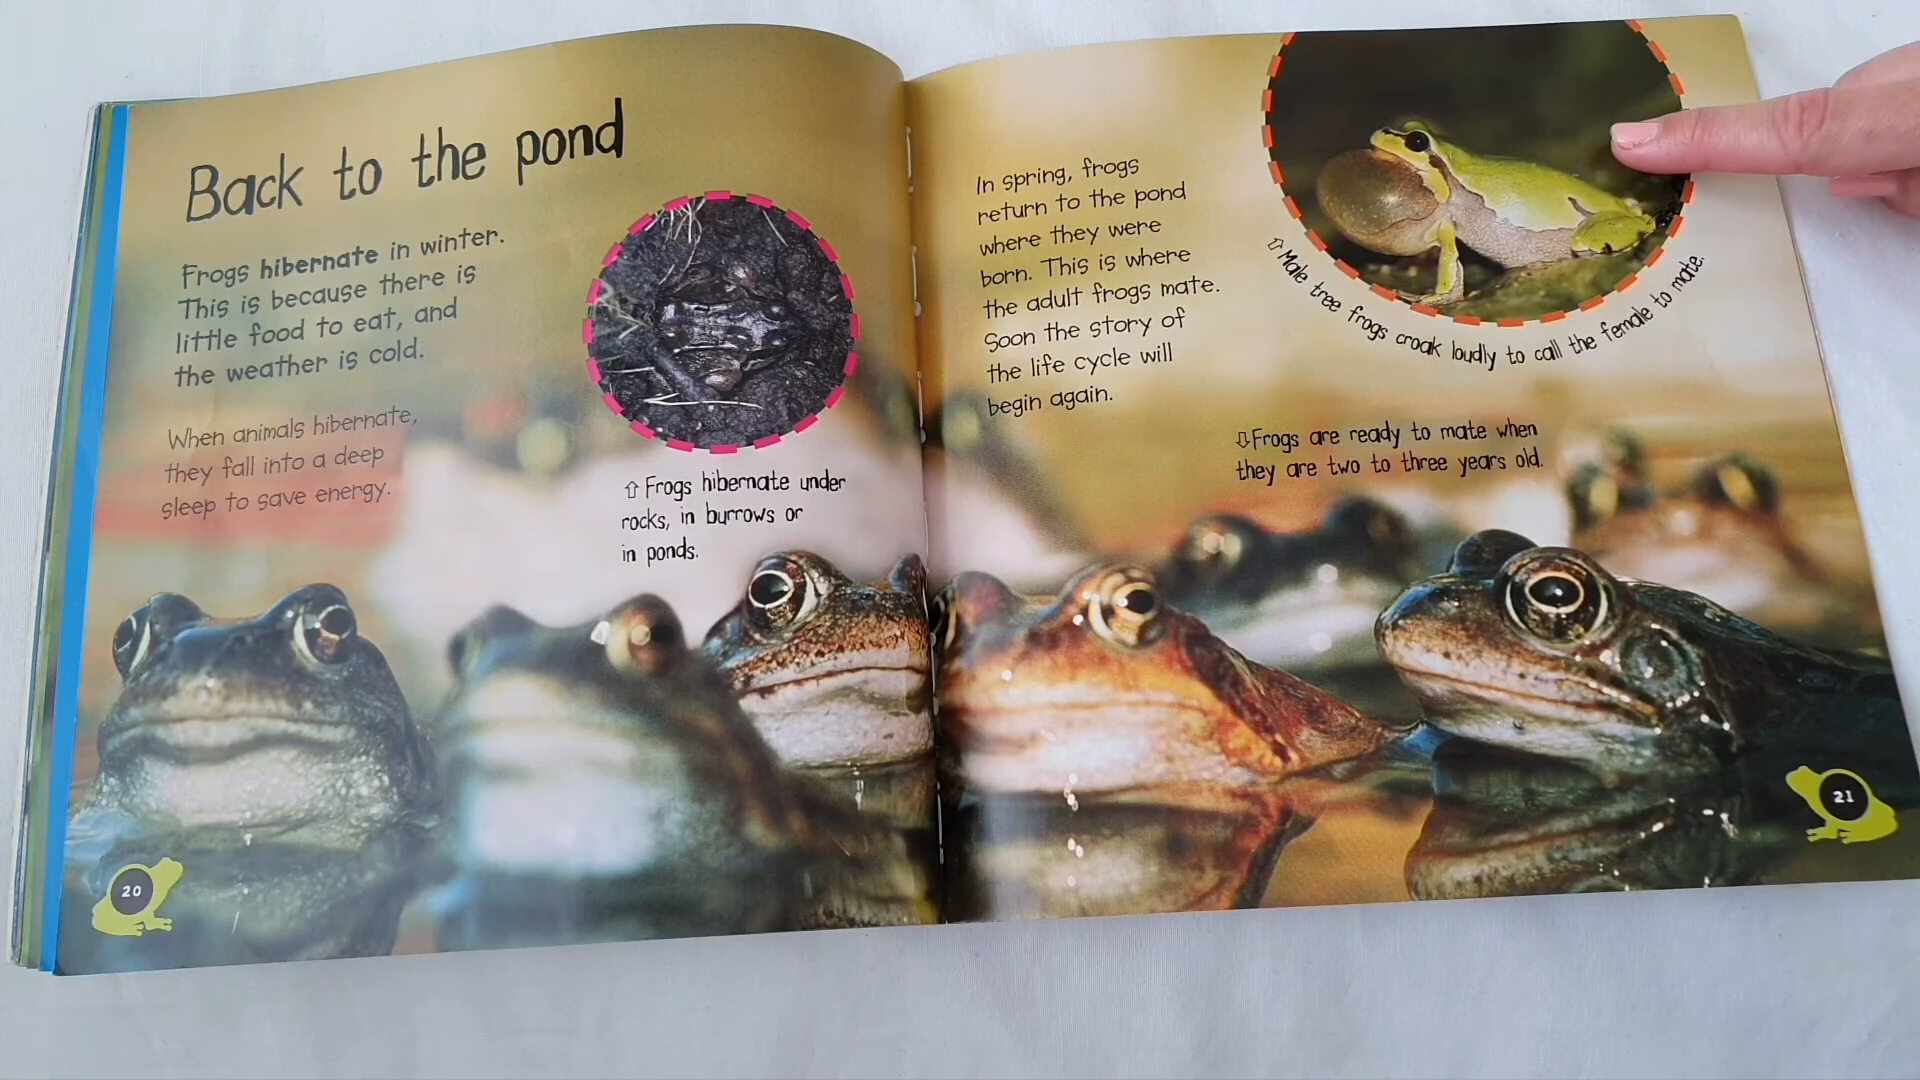 Back to the pond
Frogs hibernate in winter.
This is because there is
little food to eat, and
the weather is cold.
When animals hibernate,
they fall into a deep
sleep to save energy.
⇧ Frogs hibernate under
rocks, in burrows or
in ponds.
20
In spring, frogs
return to the pond
where they were
born. This is where
the adult frogs mate.
Soon the story of
the life cycle will
begin again.
⇧ Male tree frogs croak loudly to call the female to mate.
⇩Frogs are ready to mate when
they are two to three years old.
21